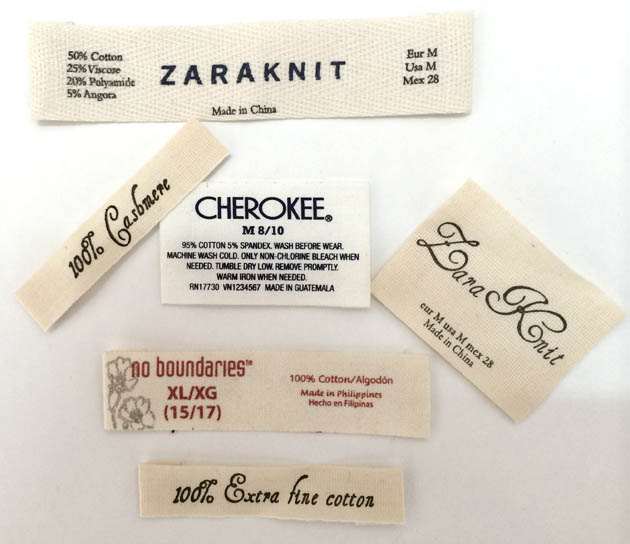 50% Cotton
25% Viscose
20% Polyamide
5% Angora
ZARAKNIT
Eur M
Usa M
Mex 28
Made in China
100% Cashmere
CHEROKEE®
M 8/10
95% COTTON 5% SPANDEX. WASH BEFORE WEAR.
MACHINE WASH COLD. ONLY NON-CHLORINE BLEACH WHEN
NEEDED. TUMBLE DRY LOW. REMOVE PROMPTLY.
WARM IRON WHEN NEEDED.
RN17730 VN1234567 MADE IN GUATEMALA
Zara Knit
eur M usa M mex 28
Made in China
no boundaries™
XL/XG
(15/17)
100% Cotton/Algodón
Made in Philippines
Hecho en Filipinas
100% Extra fine cotton